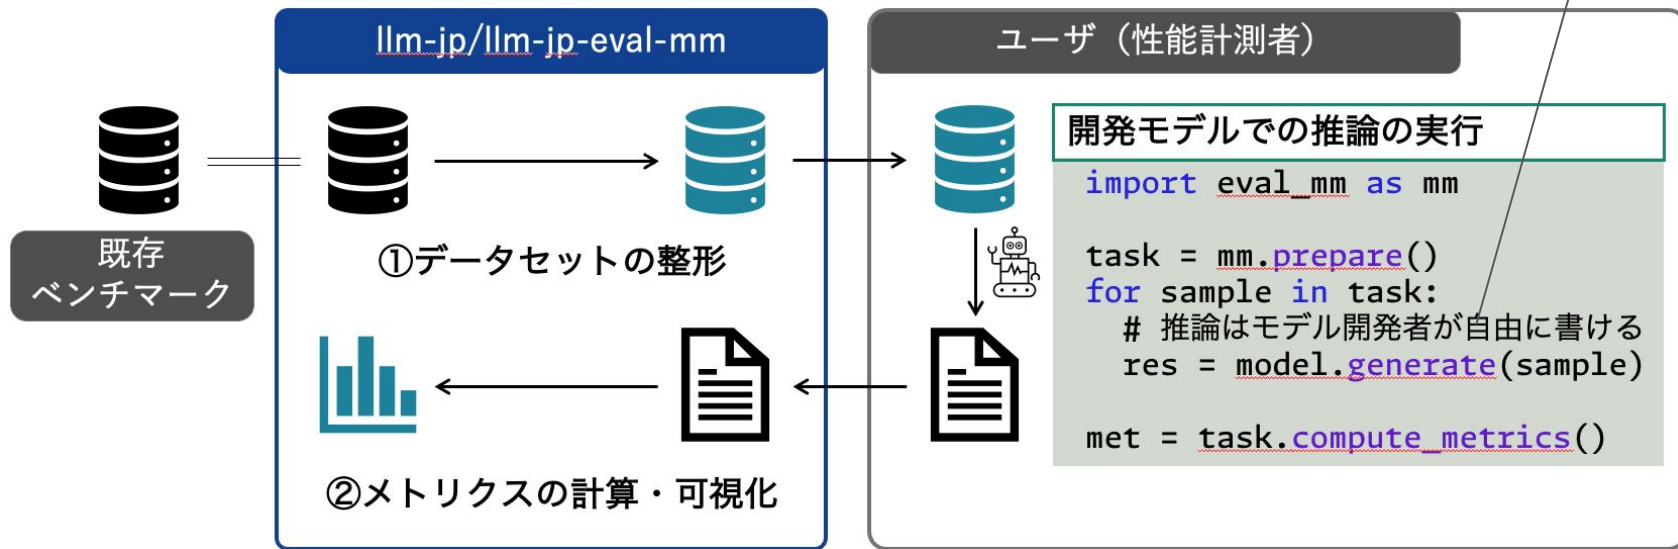 llm-jp/llm-jp-eval-mm
ユーザ（性能計測者）
既存
ベンチマーク
①データセットの整形
②メトリクスの計算・可視化
開発モデルでの推論の実行
import eval_mm as mm
task = mm.prepare()
for sample in task:
# 推論はモデル開発者が自由に書ける
res = model.generate(sample)
met = task.compute_metrics()